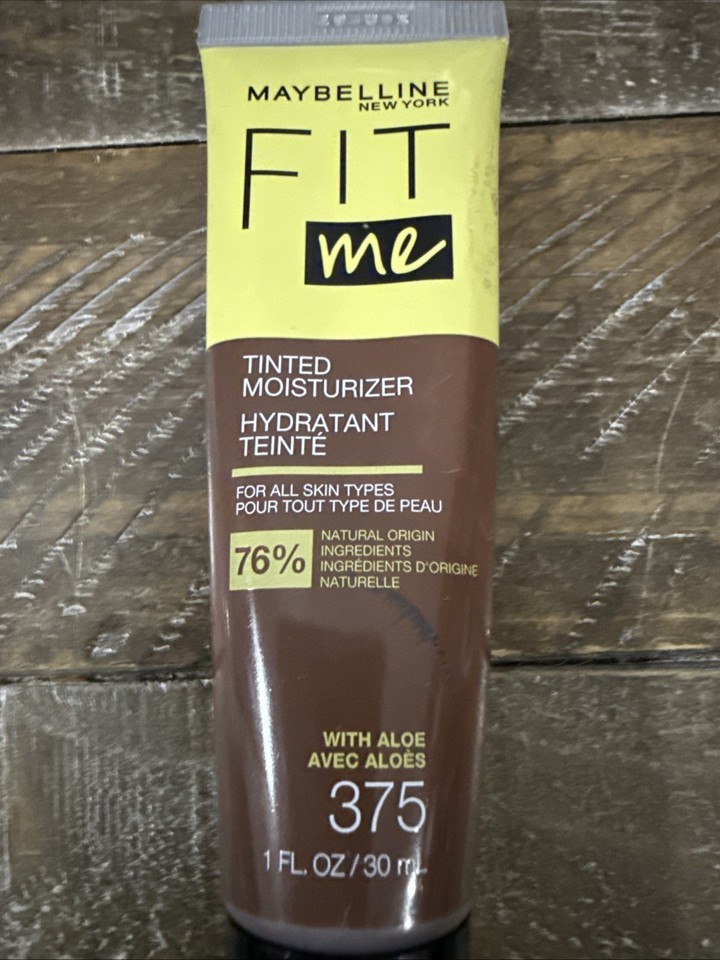 MAYBELLINE
NEW YORK
FIT
me
TINTED
MOISTURIZER
HYDRATANT
TEINTÉ
FOR ALL SKIN TYPES
POUR TOUT TYPE DE PEAU
76%
NATURAL ORIGIN
INGREDIENTS
INGRÉDIENTS D'ORIGINE
NATURELLE
WITH ALOE
AVEC ALOÈS
375
1 FL. OZ / 30 mL